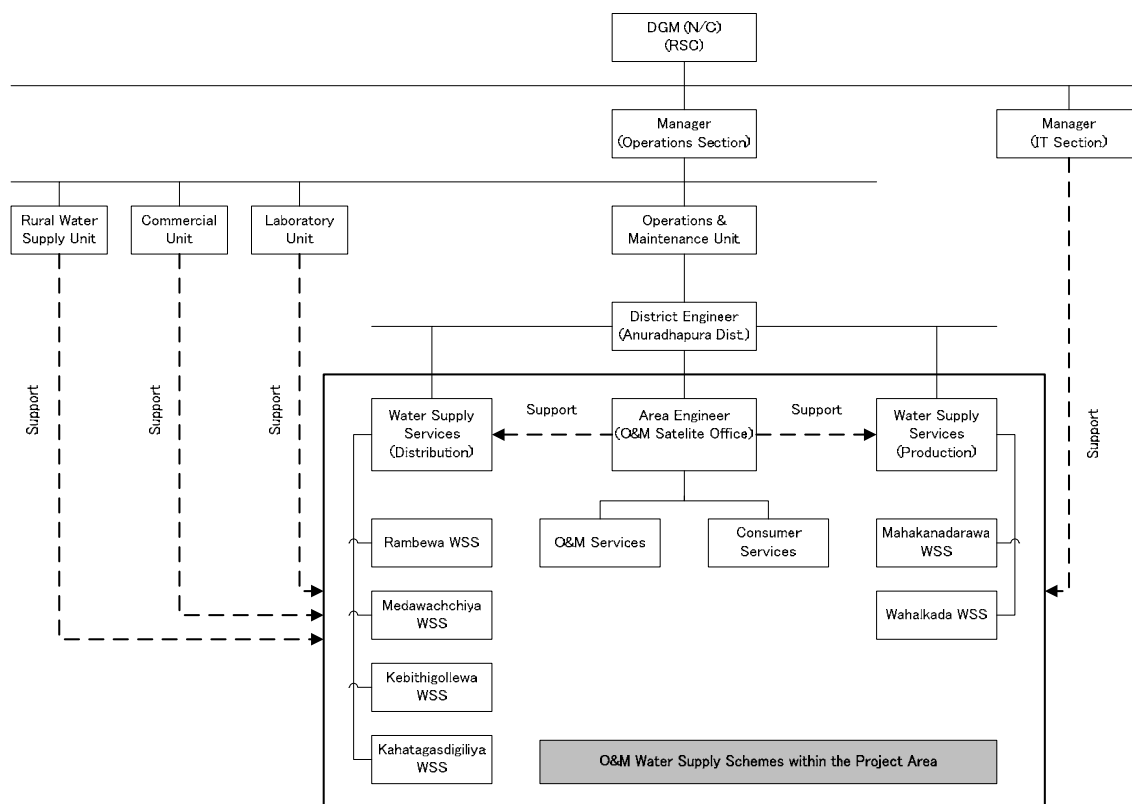 DGM (N/C)
(RSC)
Manager
(Operations Section)
Manager
(IT Section)
Rural Water
Supply Unit
Commercial
Unit
Laboratory
Unit
Operations &
Maintenance Unit
District Engineer
(Anuradhapura Dist.)
Support
Support
Support
Support
Water Supply
Services
(Distribution)
Support
Area Engineer
(O&M Satelite Office)
Support
Water Supply
Services
(Production)
Rambewa WSS
O&M Services
Consumer
Services
Mahakanadarawa
WSS
Medawachchiya
WSS
Wahalkada WSS
Kebithigollewa
WSS
Kahatagasdigiliya
WSS
O&M Water Supply Schemes within the Project Area